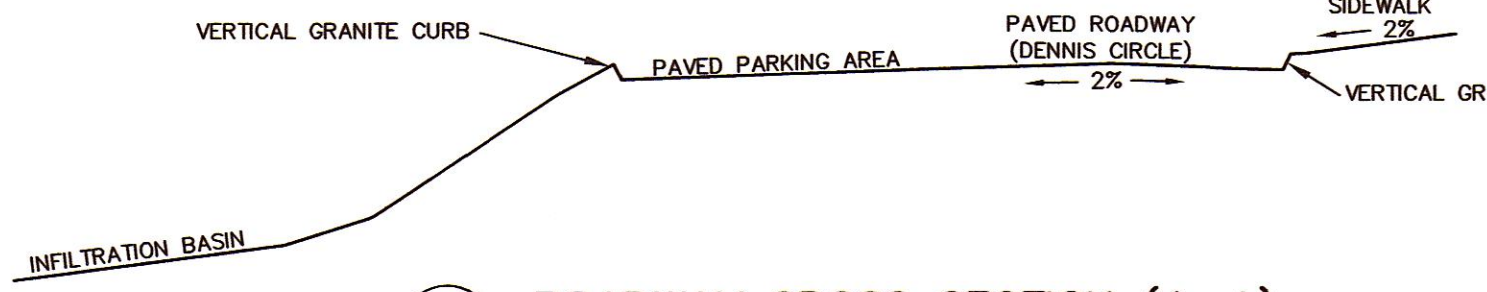 SIDEWALK
2%
VERTICAL GRANITE CURB
PAVED ROADWAY
(DENNIS CIRCLE)
2%
PAVED PARKING AREA
VERTICAL GR
INFILTRATION BASIN